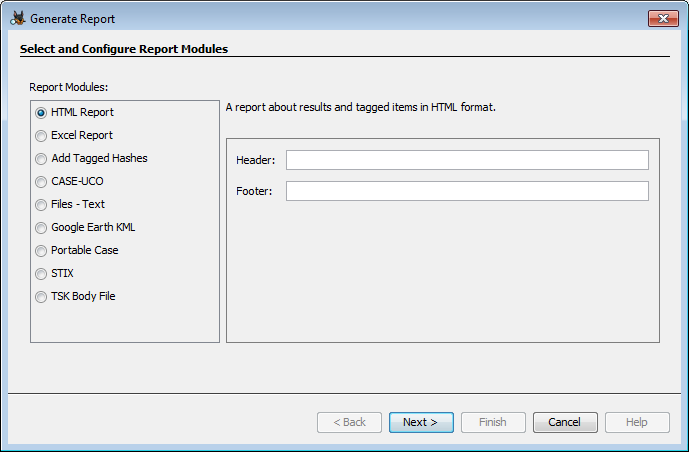 Generate Report
Select and Configure Report Modules
Report Modules:
HTML Report
Excel Report
Add Tagged Hashes
CASE-UCO
Files - Text
Google Earth KML
Portable Case
STIX
TSK Body File
A report about results and tagged items in HTML format.
Header:
Footer:
< Back
Next >
Finish
Cancel
Help